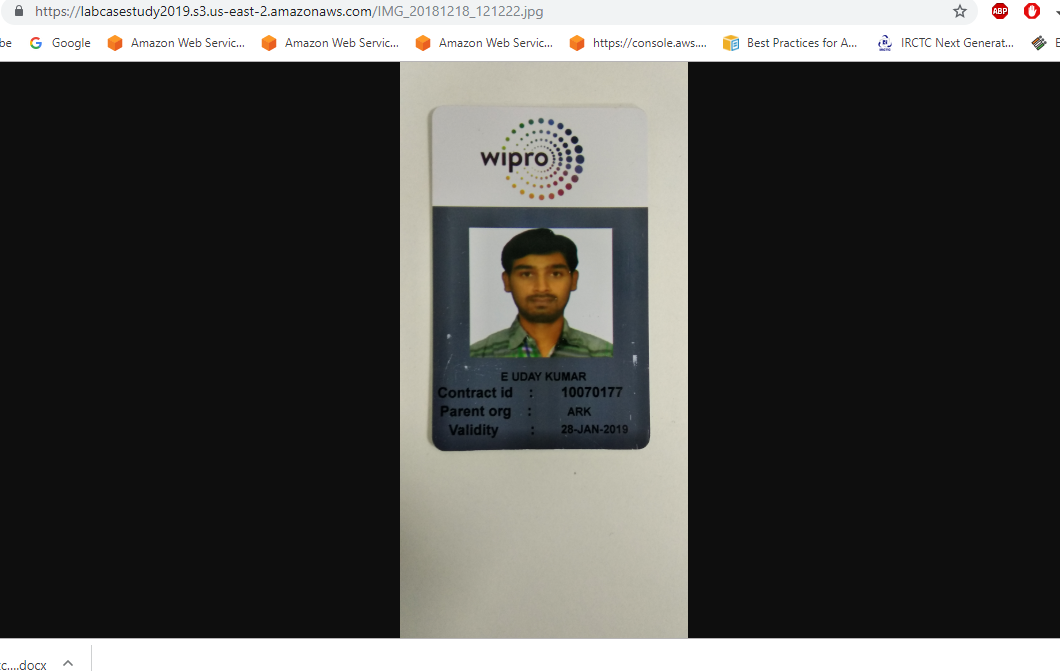 https://labcasestudy2019.s3.us-east-2.amazonaws.com/IMG_20181218_121222.jpg
ABP
be Google Amazon Web Servic... Amazon Web Servic... Amazon Web Servic... https://console.aws.... Best Practices for A... IRCTC Next Generat... E
wipro
E UDAY KUMAR
Contract id : 10070177
Parent org : ARK
Validity : 28-JAN-2019
c....docx